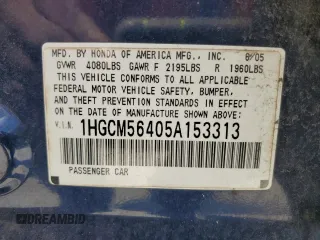 MFD. BY HONDA OF AMERICA MFG., INC. 8/05
GVWR 4080LBS GAWR F 2195LBS R 1960LBS
THIS VEHICLE CONFORMS TO ALL APPLICABLE
FEDERAL MOTOR VEHICLE SAFETY, BUMPER,
AND THEFT PREVENTION STANDARDS IN EFFECT
ON THE DATE OF MANUFACTURE SHOWN ABOVE.
V.I.N. 1HGCM56405A153313
PASSENGER CAR
DREAMBID